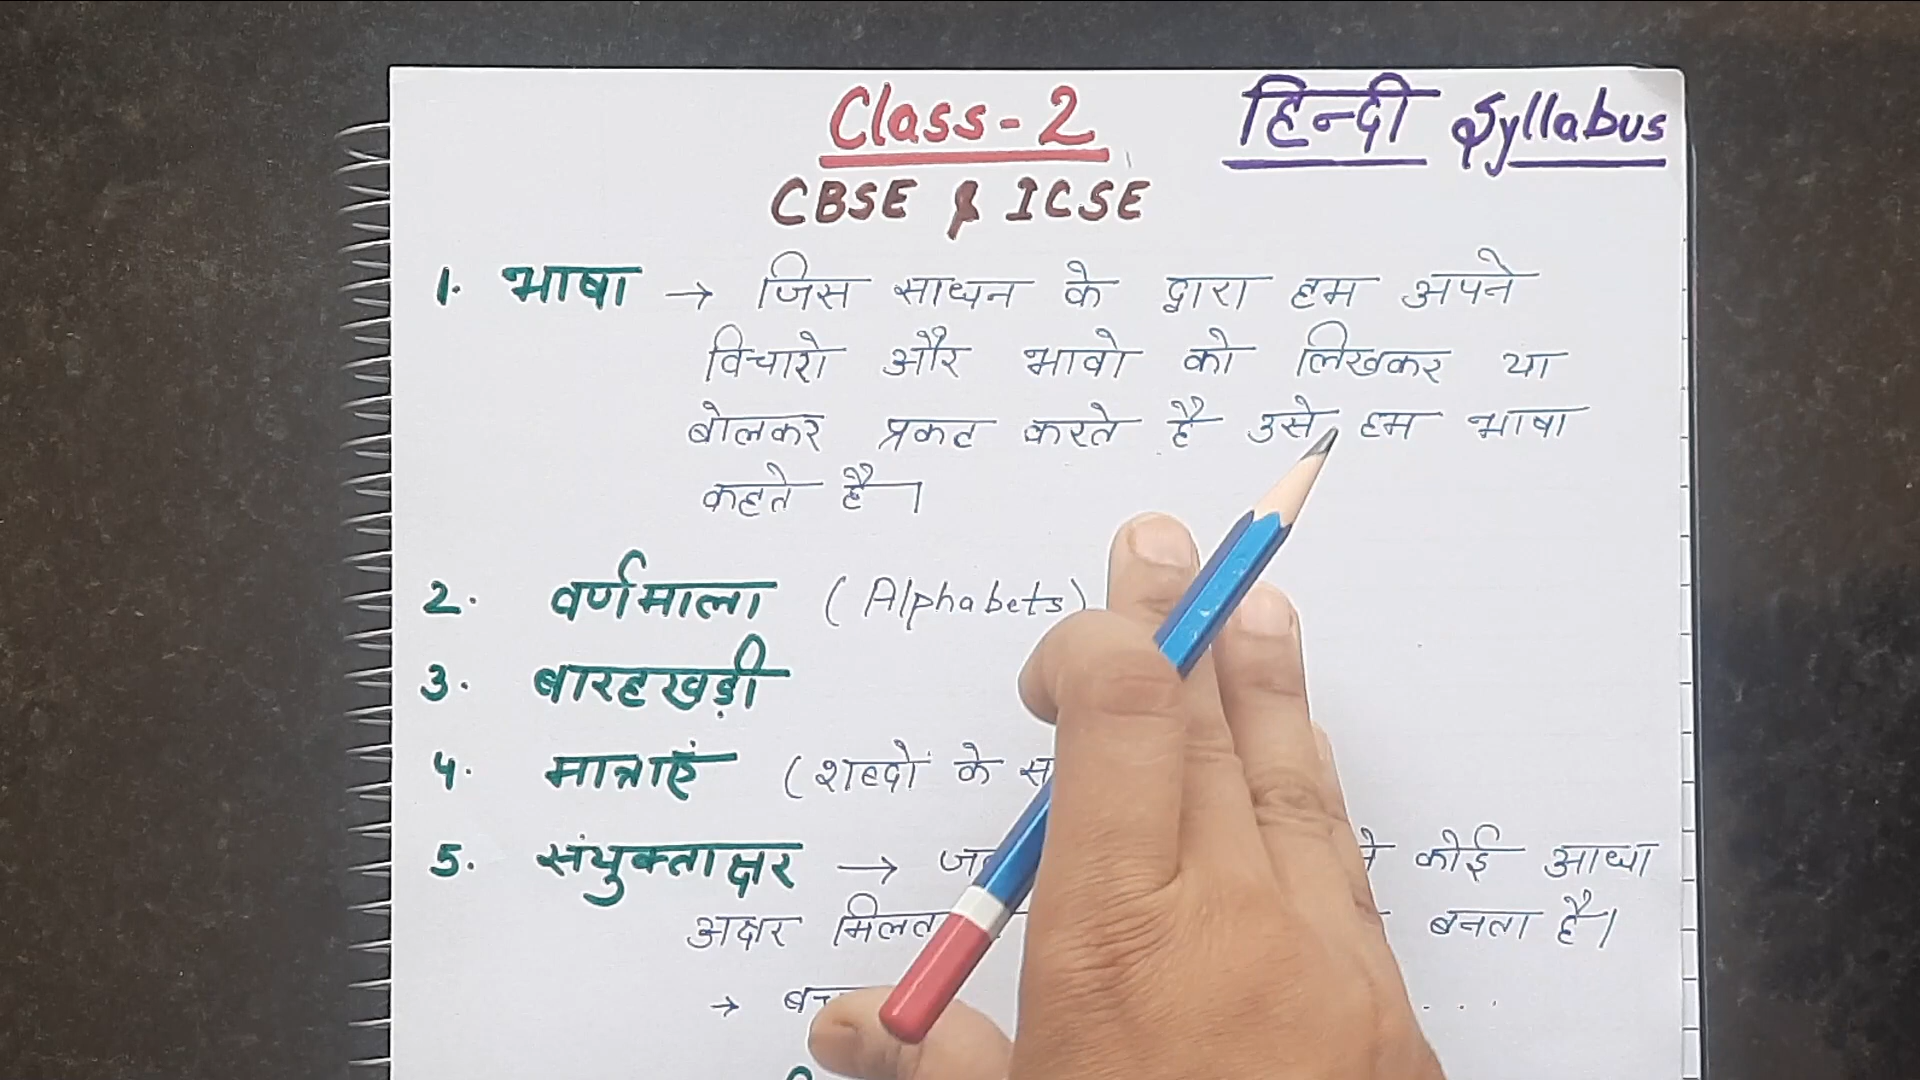 Class-2 हिन्दी Syllabus
CBSE & ICSE
1. भाषा → जिस साधन के द्वारा हम अपने
विचारो और भावो को लिखकर या
बोलकर प्रकट करते है उसे हम भाषा
कहते है।
2. वर्णमाला (Alphabets)
3. बारहखड़ी
4. मात्राएं (शब्दों के
5. संयुक्ताक्षर → कोई आधा
अक्षर बनता है।
→ ...